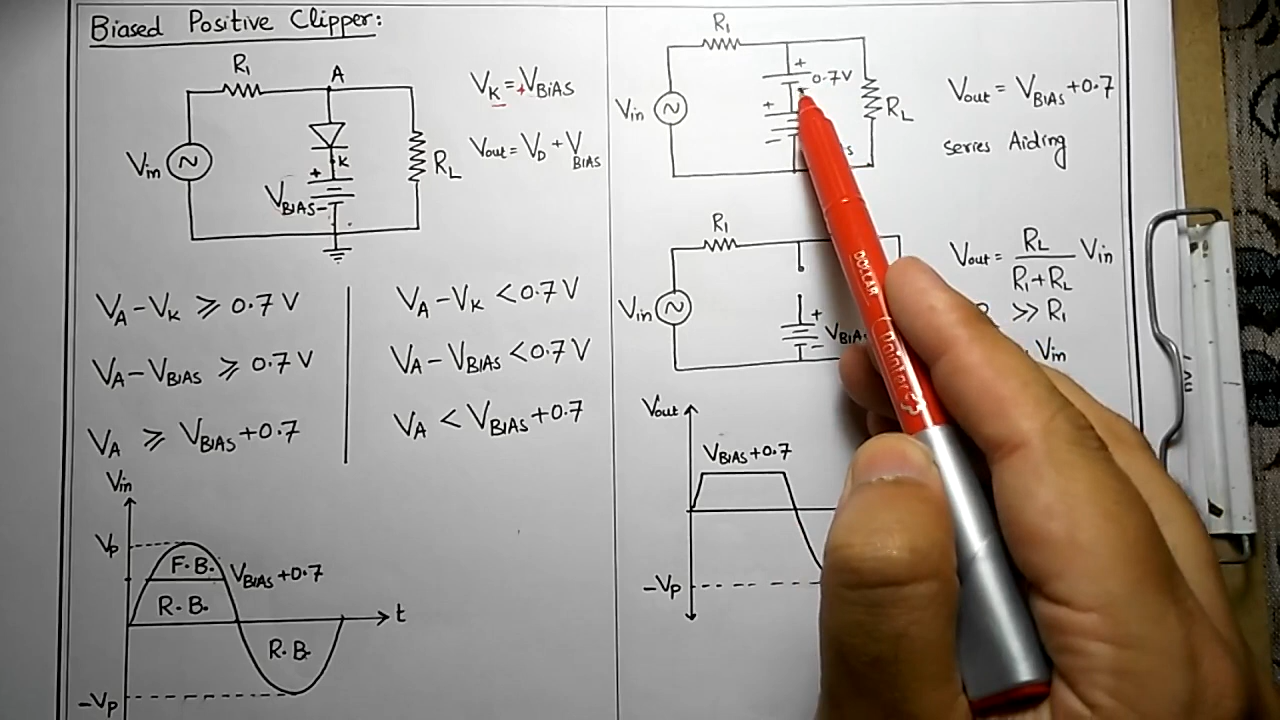 Biased Positive Clipper:
R1
A
Vin
K
+
VBIAS
-
RL
VK = +VBIAS
Vout = VD + VBIAS
VA - VK ≥ 0.7 V
VA - VBIAS ≥ 0.7 V
VA ≥ VBIAS + 0.7
VA - VK < 0.7 V
VA - VBIAS < 0.7 V
VA < VBIAS + 0.7
Vin
VP
F.B.
VBIAS + 0.7
R.B.
t
R.B.
-VP
R1
Vin
+
0.7V
-
+
-
RL
Vout = VBIAS + 0.7
series Aiding
R1
Vin
+
-
Vout = RL / (R1 + RL) Vin
>> R1
Vin
Vout
VBIAS + 0.7
-VP
DOLLAR